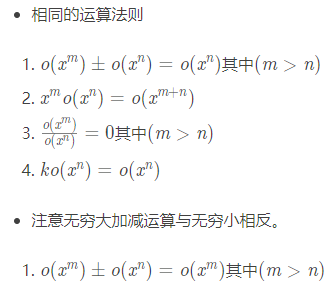 • 相同的运算法则
1. $o(x^m) \pm o(x^n) = o(x^n)$其中$(m > n)$
2. $x^m o(x^n) = o(x^{m+n})$
3. $\frac{o(x^m)}{o(x^n)} = 0$其中$(m > n)$
4. $ko(x^n) = o(x^n)$
• 注意无穷大加减运算与无穷小相反。
1. $o(x^m) \pm o(x^n) = o(x^m)$其中$(m > n)$